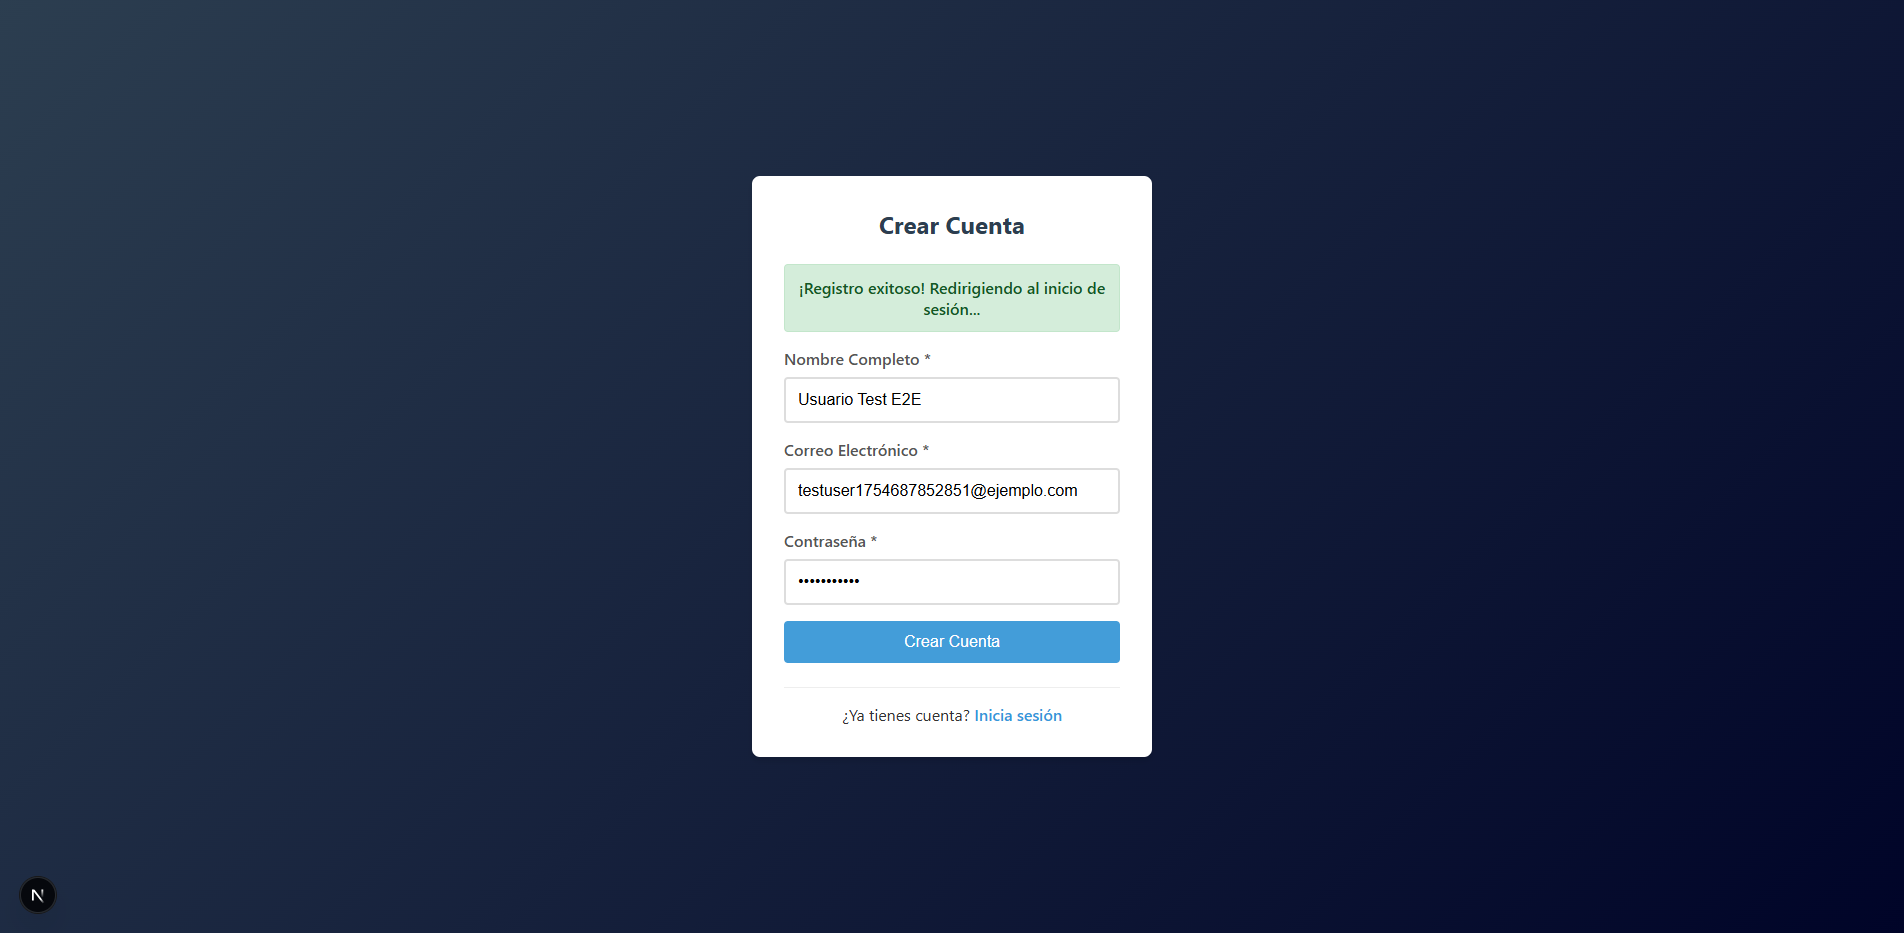 Crear Cuenta
¡Registro exitoso! Redirigiendo al inicio de
sesión...
Nombre Completo *
Usuario Test E2E
Correo Electrónico *
testuser1754687852851@ejemplo.com
Contraseña *
•••••••••••
Crear Cuenta
¿Ya tienes cuenta? Inicia sesión
N